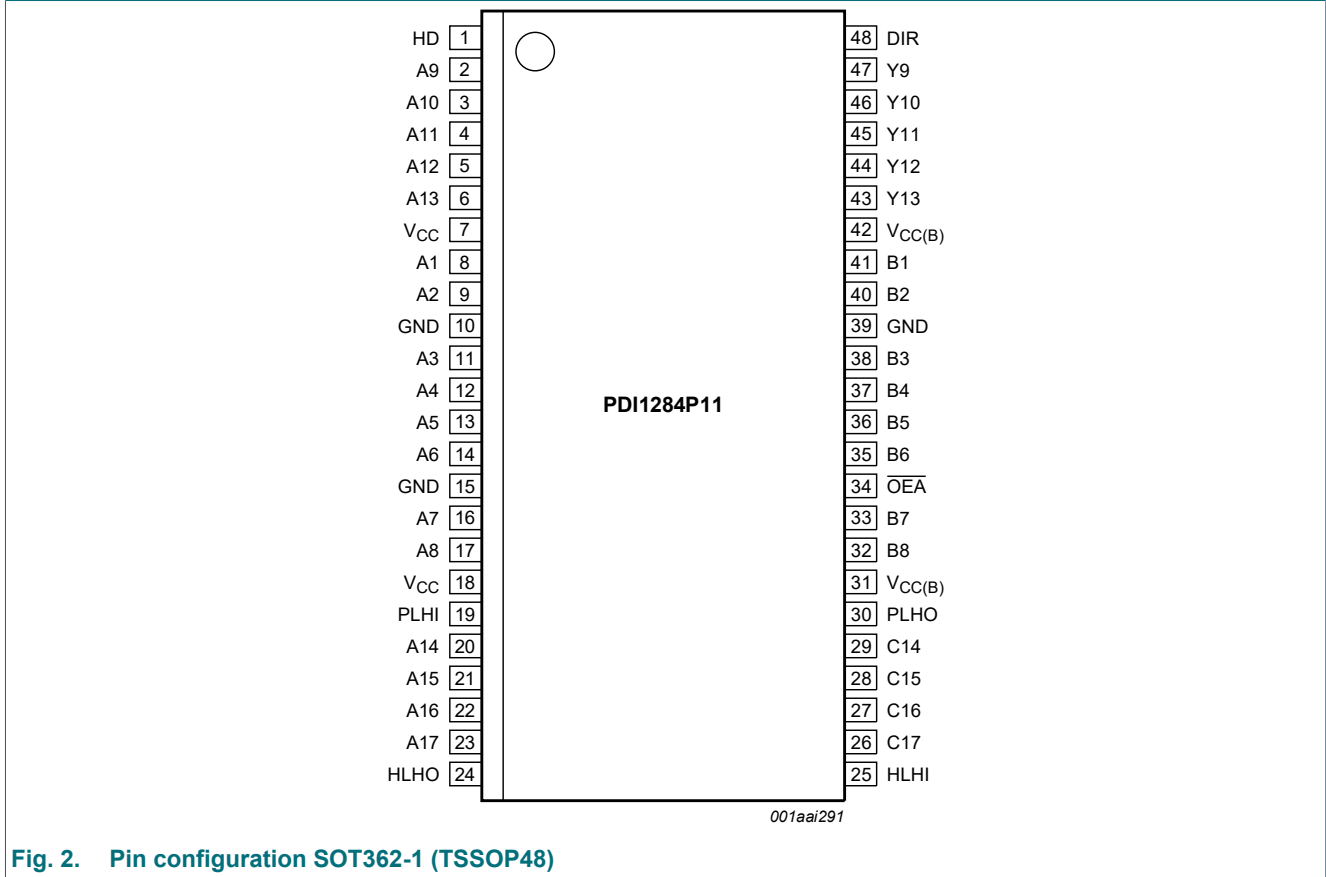 HD 1 48 DIR
A9 2 47 Y9
A10 3 46 Y10
A11 4 45 Y11
A12 5 44 Y12
A13 6 43 Y13
VCC 7 42 VCC(B)
A1 8 41 B1
A2 9 40 B2
GND 10 39 GND
A3 11 38 B3
A4 12 37 B4
PDI1284P11
A5 13 36 B5
A6 14 35 B6
GND 15 34 OEA
A7 16 33 B7
A8 17 32 B8
VCC 18 31 VCC(B)
PLHI 19 30 PLHO
A14 20 29 C14
A15 21 28 C15
A16 22 27 C16
A17 23 26 C17
HLHO 24 25 HLHI
001aai291
Fig. 2. Pin configuration SOT362-1 (TSSOP48)